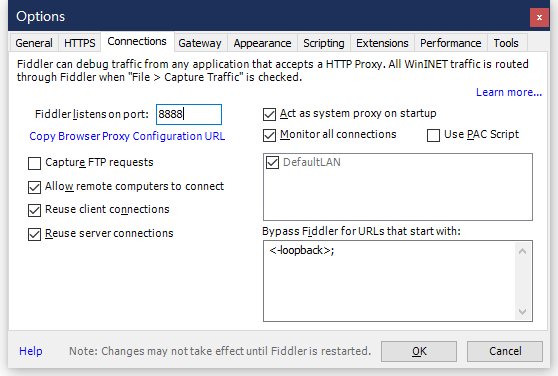 Options
x
General HTTPS Connections Gateway Appearance Scripting Extensions Performance Tools
Fiddler can debug traffic from any application that accepts a HTTP Proxy. All WinINET traffic is routed
through Fiddler when "File > Capture Traffic" is checked.
Learn more...
Fiddler listens on port: 8888
Copy Browser Proxy Configuration URL
Capture FTP requests
Allow remote computers to connect
Reuse client connections
Reuse server connections
Act as system proxy on startup
Monitor all connections Use PAC Script
DefaultLAN
Bypass Fiddler for URLs that start with:
<-loopback>;
Help Note: Changes may not take effect until Fiddler is restarted. OK Cancel